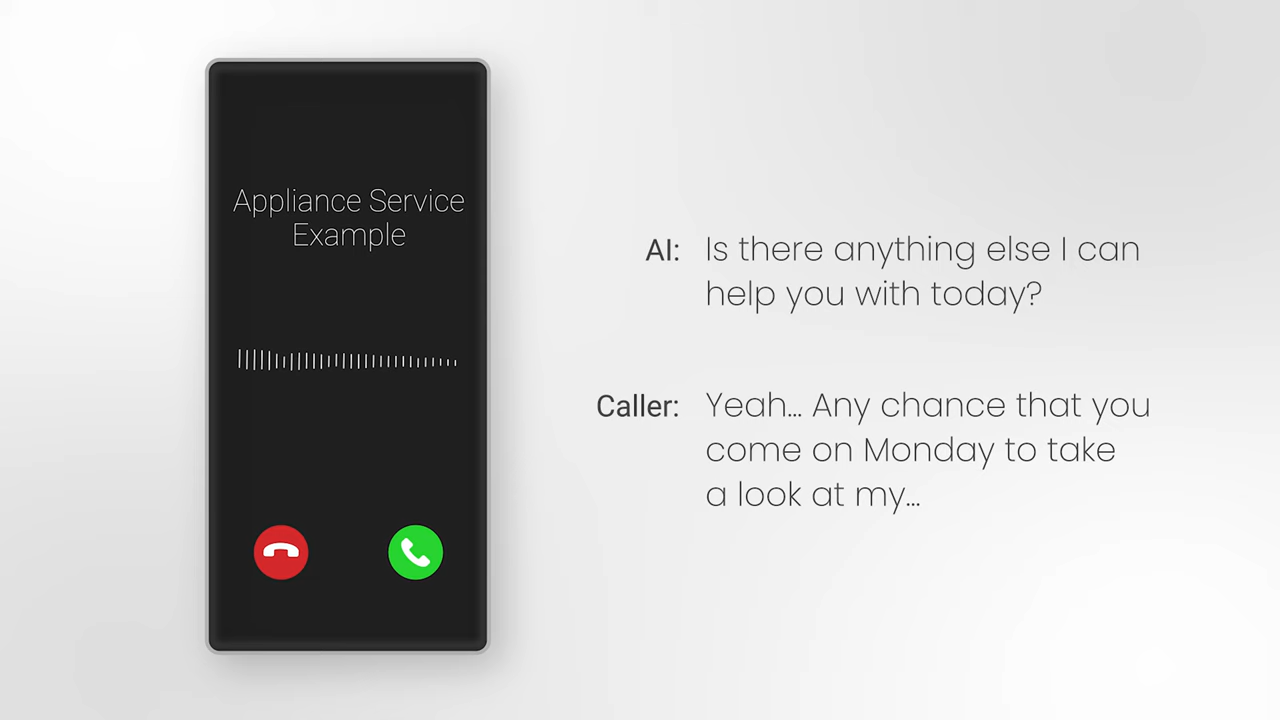 Appliance Service
Example
AI: Is there anything else I can
help you with today?
Caller: Yeah... Any chance that you
come on Monday to take
a look at my...